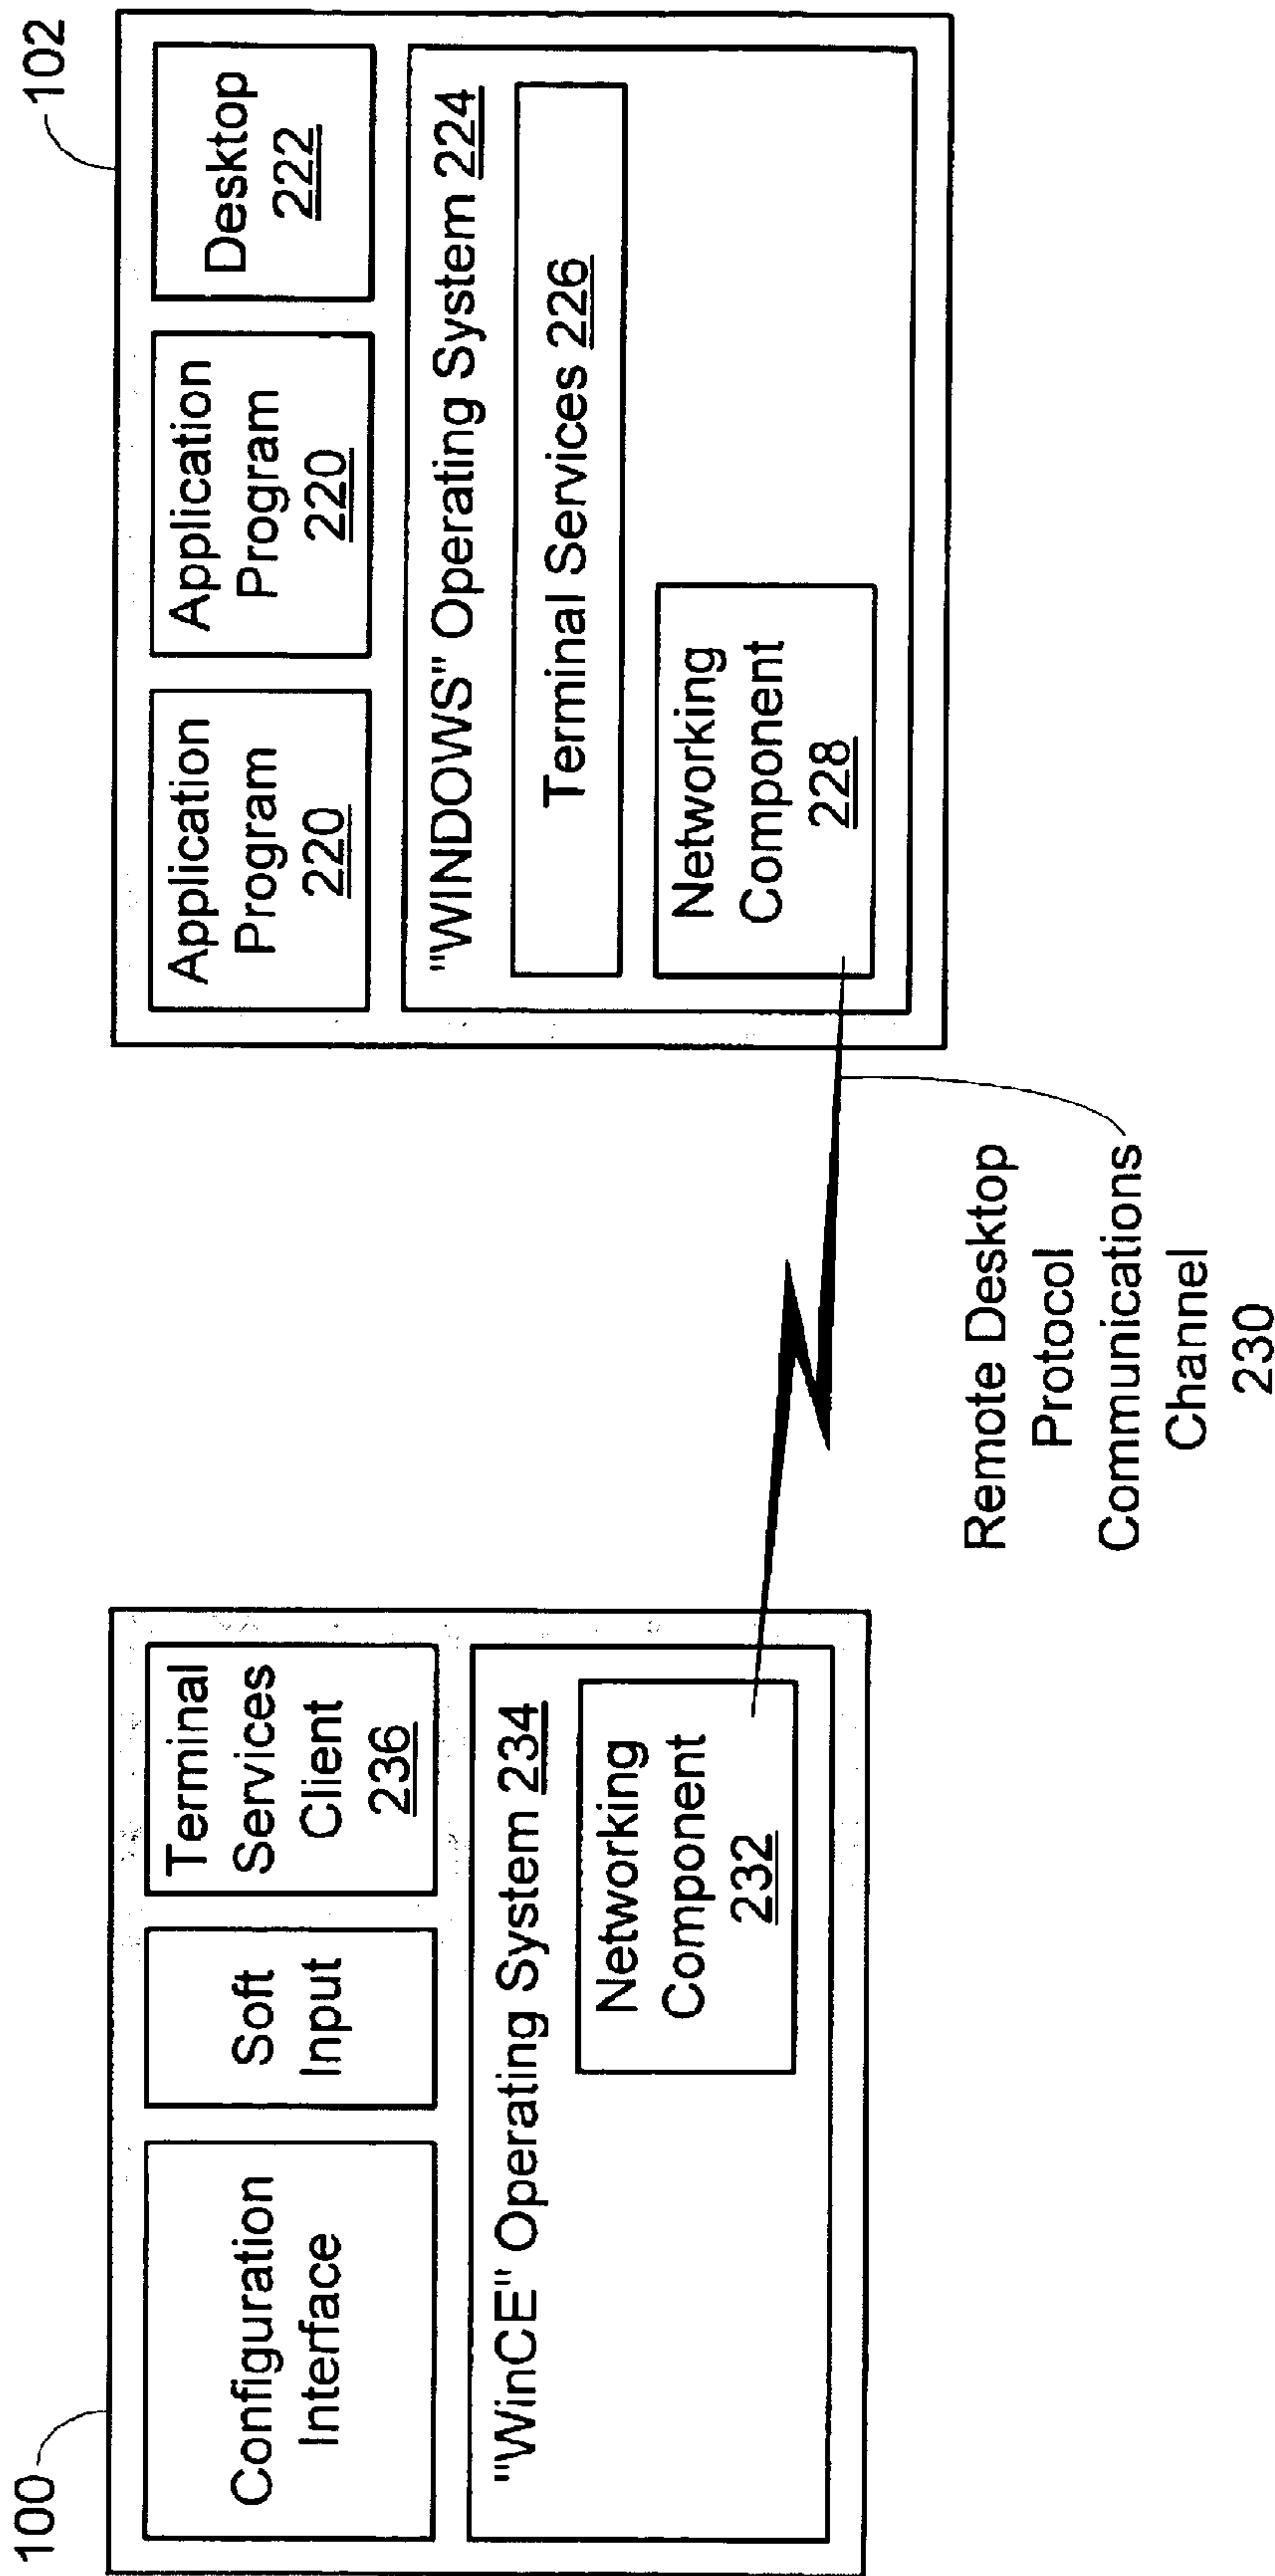 100
Configuration
Interface
Soft
Input
Terminal
Services
Client
236
"WinCE" Operating System 234
Networking
Component
232
Remote Desktop
Protocol
Communications
Channel
230
102
Application
Program
220
Application
Program
220
Desktop
222
"WINDOWS" Operating System 224
Terminal Services 226
Networking
Component
228